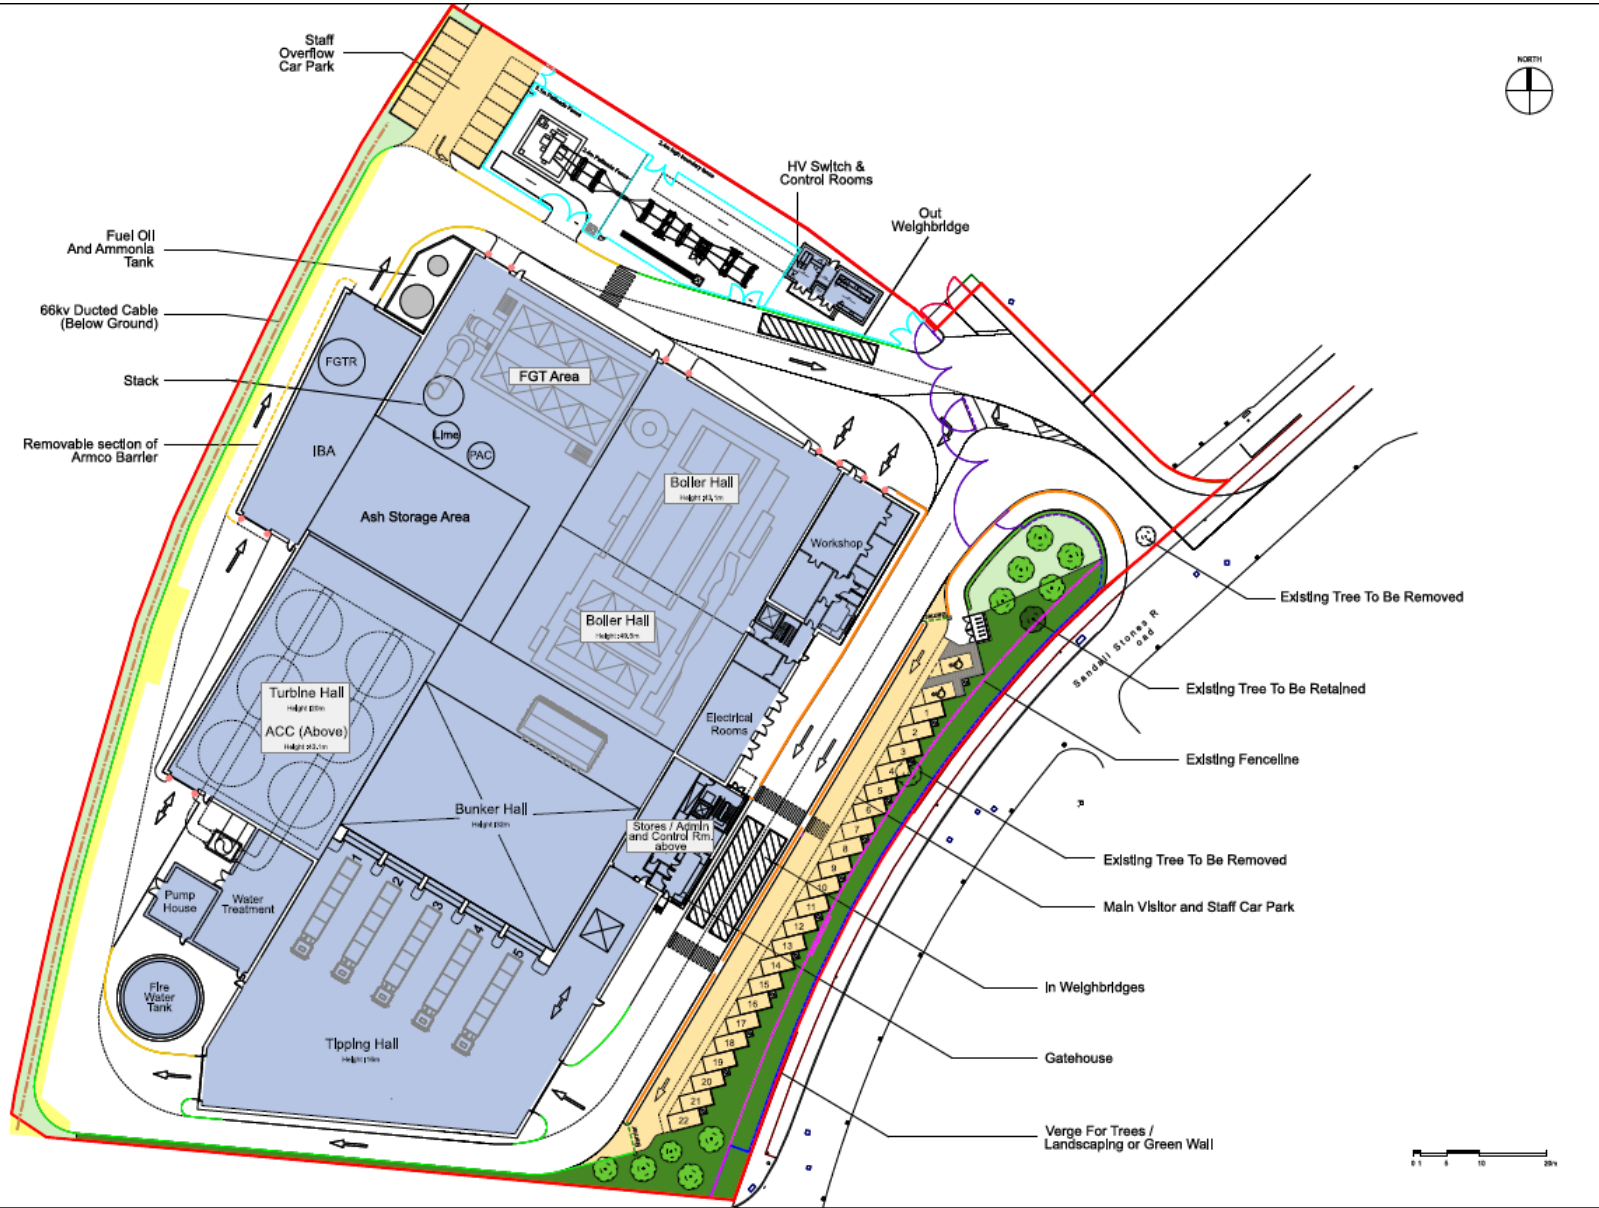 Staff
Overflow
Car Park
NORTH
HV Switch &
Control Rooms
Out
Weighbridge
Fuel Oil
And Ammonia
Tank
66kv Ducted Cable
(Below Ground)
Stack
Removable section of
Armco Barrier
FGTR
FGT Area
Lime
PAC
IBA
Ash Storage Area
Boiler Hall
Boiler Hall
Workshop
Electrical
Rooms
Turbine Hall
ACC (Above)
Bunker Hall
Stores / Admin
and Control Rm.
above
Pump
House
Water
Treatment
Fire
Water
Tank
Tipping Hall
1
2
3
4
5
1
2
3
4
5
6
7
8
9
10
11
12
13
14
15
16
17
18
19
20
21
22
Sandall Stones R
oad
Existing Tree To Be Removed
Existing Tree To Be Retained
Existing Fenceline
Existing Tree To Be Removed
Main Visitor and Staff Car Park
In Weighbridges
Gatehouse
Verge For Trees /
Landscaping or Green Wall
0 1 5 10 20m